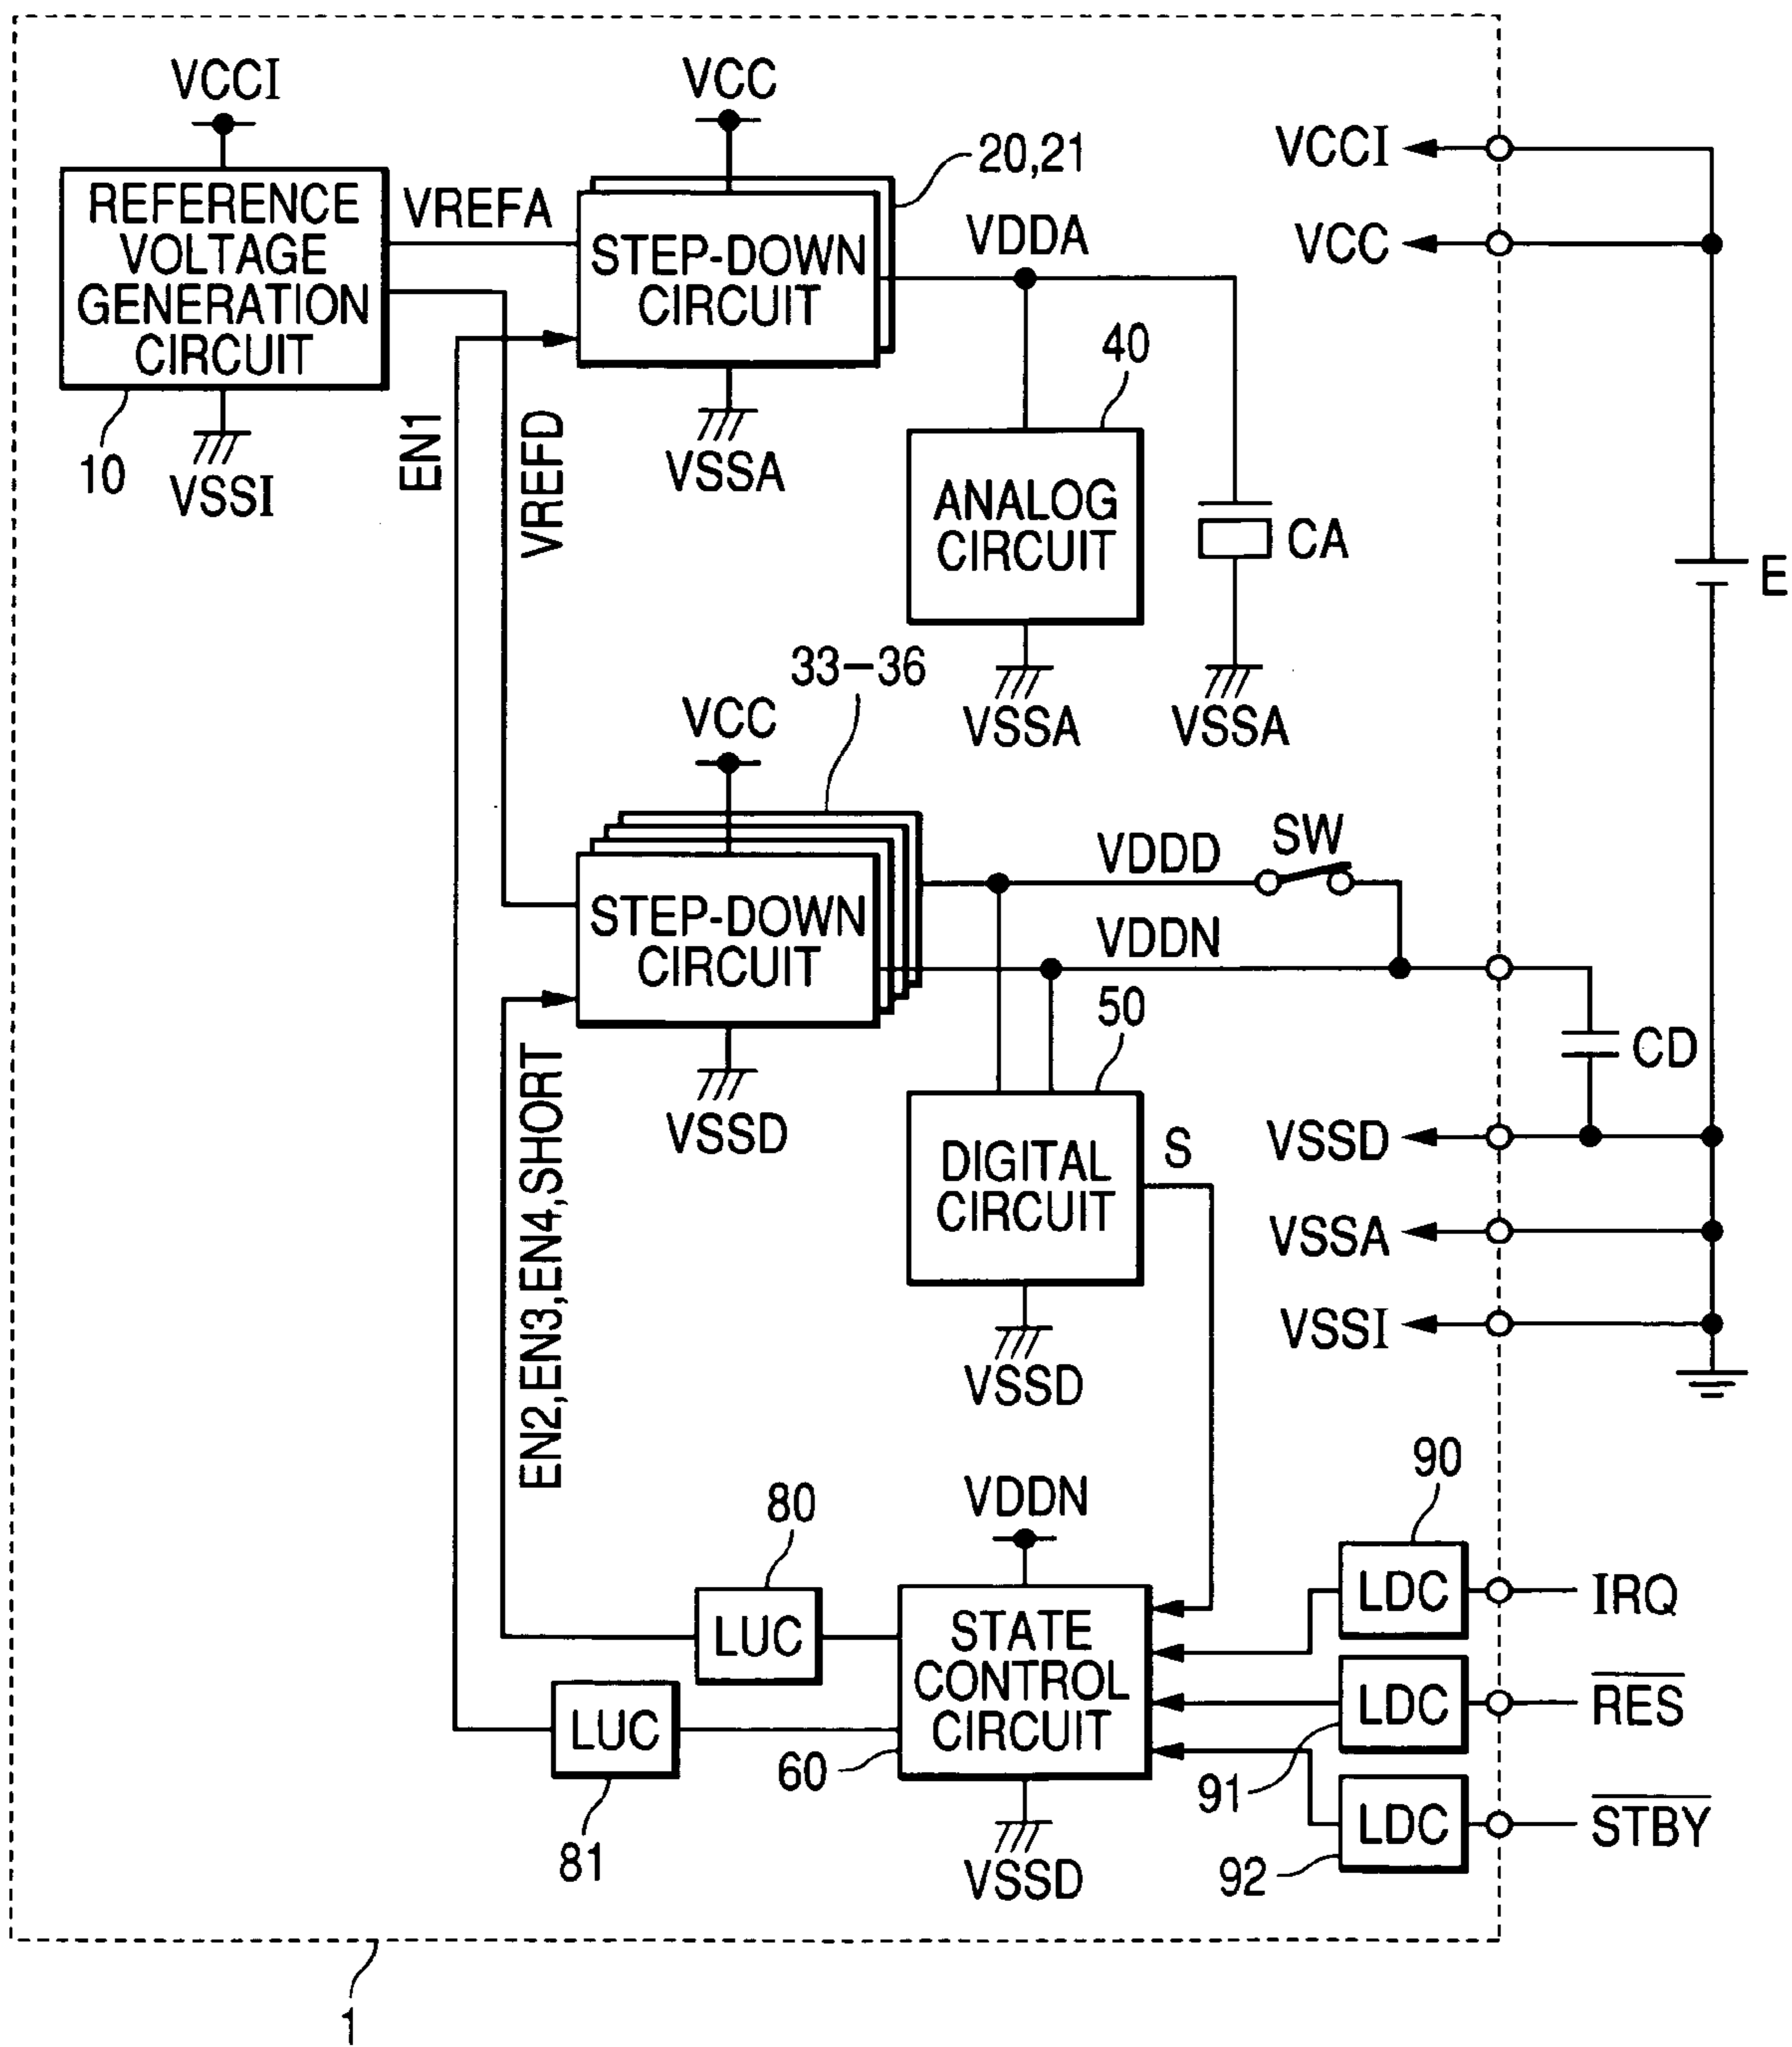 VCCI
VCC
20,21
VCCI
REFERENCE
VOLTAGE
GENERATION
CIRCUIT
VREFA
STEP-DOWN
CIRCUIT
VDDA
VCC
10
VSSI
EN1
VREFD
VSSA
40
ANALOG
CIRCUIT
CA
E
VSSA
VSSA
33-36
VCC
STEP-DOWN
CIRCUIT
VDDD
SW
VDDN
50
CD
VSSD
EN2,EN3,EN4,SHORT
DIGITAL
CIRCUIT
S
VSSD
VSSA
VSSI
VSSD
90
VDDN
80
LUC
STATE
CONTROL
CIRCUIT
LDC
IRQ
LUC
LDC
RES
60
91
81
LDC
STBY
92
VSSD
1